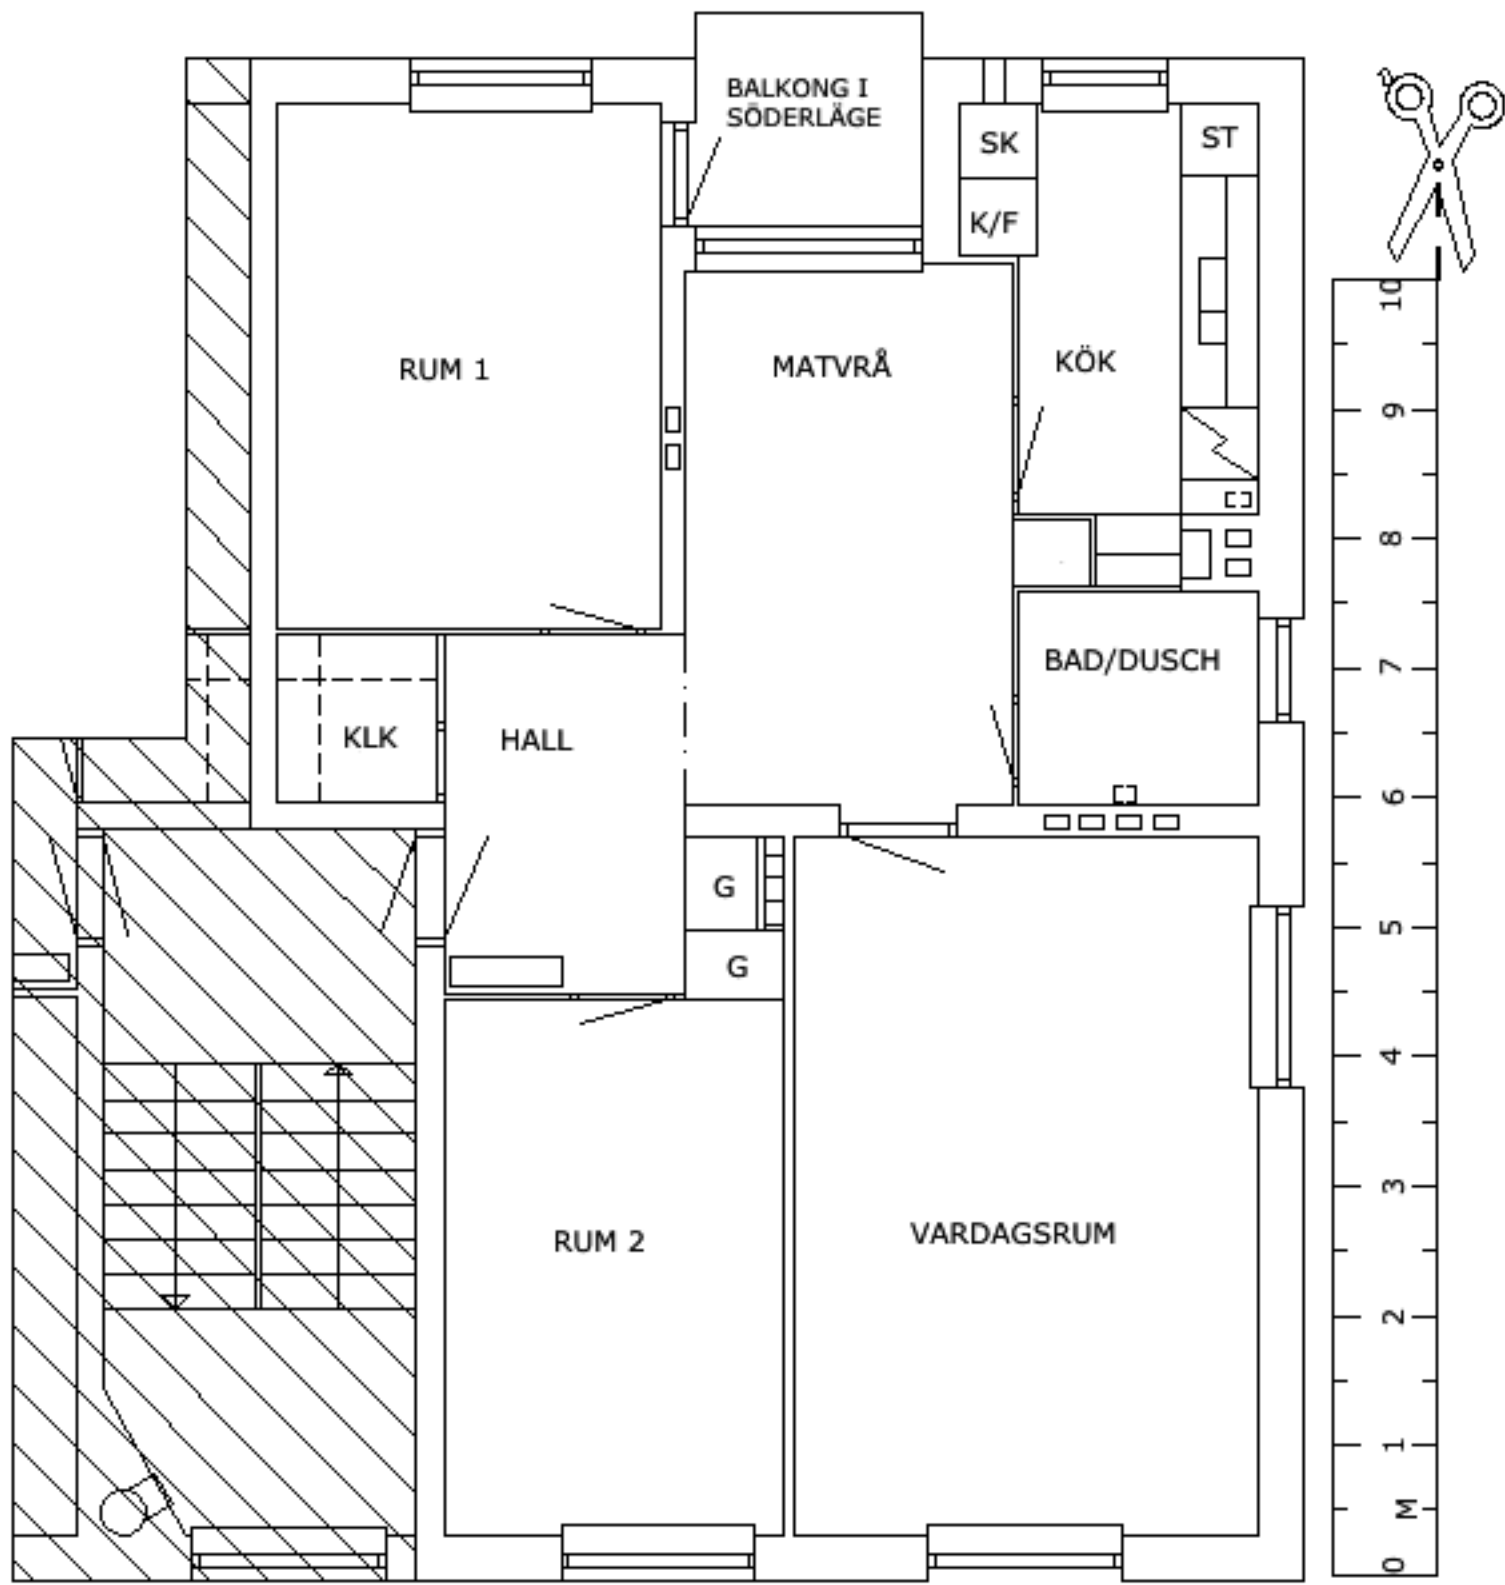 BALKONG I
SÖDERLÄGE
SK
ST
K/F
RUM 1
MATVRÅ
KÖK
BAD/DUSCH
KLK
HALL
G
G
RUM 2
VARDAGSRUM
10
9
8
7
6
5
4
3
2
1
M
0